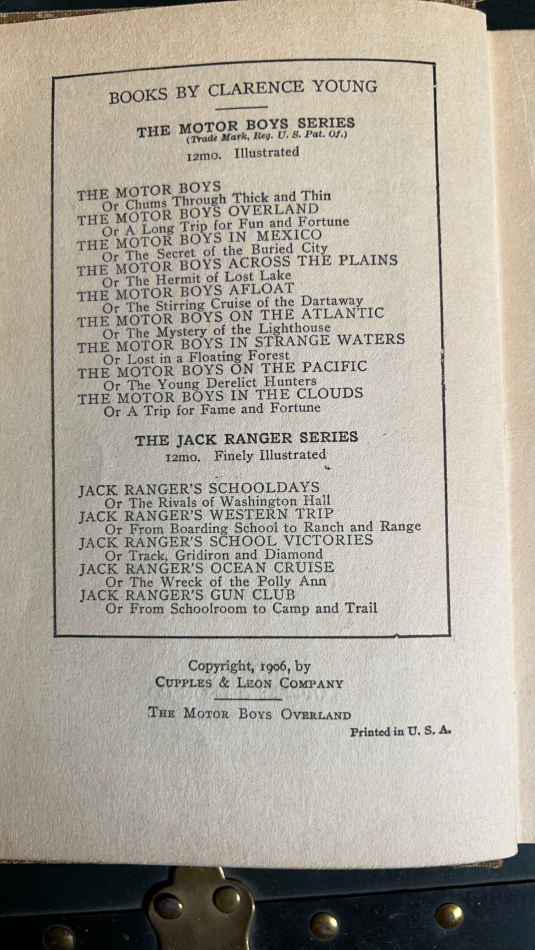 BOOKS BY CLARENCE YOUNG
THE MOTOR BOYS SERIES
(Trade Mark, Reg. U. S. Pat. Of.)
12mo. Illustrated
THE MOTOR BOYS
Or Chums Through Thick and Thin
THE MOTOR BOYS OVERLAND
Or A Long Trip for Fun and Fortune
THE MOTOR BOYS IN MEXICO
Or The Secret of the Buried City
THE MOTOR BOYS ACROSS THE PLAINS
Or The Hermit of Lost Lake
THE MOTOR BOYS AFLOAT
Or The Stirring Cruise of the Dartaway
THE MOTOR BOYS ON THE ATLANTIC
Or The Mystery of the Lighthouse
THE MOTOR BOYS IN STRANGE WATERS
Or Lost in a Floating Forest
THE MOTOR BOYS ON THE PACIFIC
Or The Young Derelict Hunters
THE MOTOR BOYS IN THE CLOUDS
Or A Trip for Fame and Fortune
THE JACK RANGER SERIES
12mo. Finely Illustrated
JACK RANGER'S SCHOOLDAYS
Or The Rivals of Washington Hall
JACK RANGER'S WESTERN TRIP
Or From Boarding School to Ranch and Range
JACK RANGER'S SCHOOL VICTORIES
Or Track, Gridiron and Diamond
JACK RANGER'S OCEAN CRUISE
Or The Wreck of the Polly Ann
JACK RANGER'S GUN CLUB
Or From Schoolroom to Camp and Trail
Copyright, 1906, by
CUPPLES & LEON COMPANY
THE MOTOR BOYS OVERLAND
Printed in U. S. A.